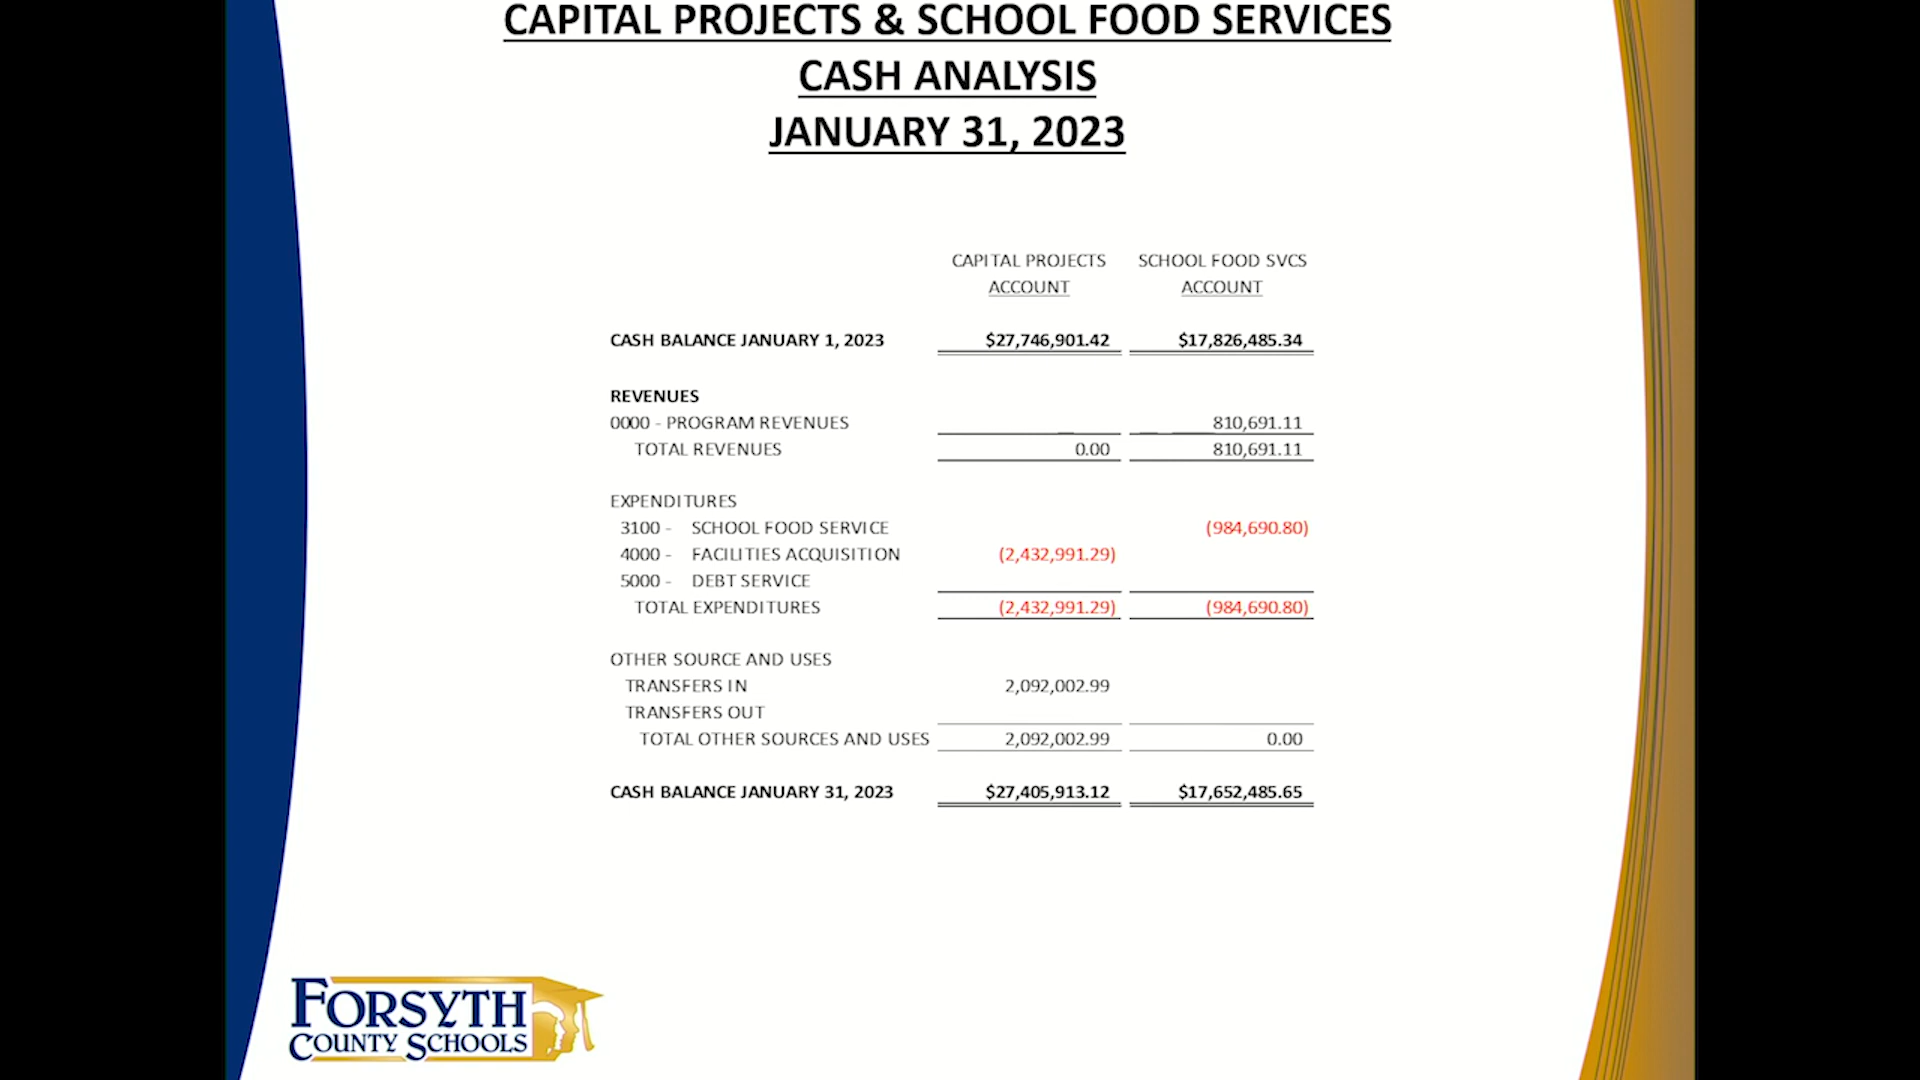 CAPITAL PROJECTS & SCHOOL FOOD SERVICES
CASH ANALYSIS
JANUARY 31, 2023
CAPITAL PROJECTS SCHOOL FOOD SVCS
ACCOUNT ACCOUNT
CASH BALANCE JANUARY 1, 2023 $27,746,901.42 $17,826,485.34
REVENUES
0000 - PROGRAM REVENUES 810,691.11
TOTAL REVENUES 0.00 810,691.11
EXPENDITURES
3100 - SCHOOL FOOD SERVICE (984,690.80)
4000 - FACILITIES ACQUISITION (2,432,991.29)
5000 - DEBT SERVICE
TOTAL EXPENDITURES (2,432,991.29) (984,690.80)
OTHER SOURCE AND USES
TRANSFERS IN 2,092,002.99
TRANSFERS OUT
TOTAL OTHER SOURCES AND USES 2,092,002.99 0.00
CASH BALANCE JANUARY 31, 2023 $27,405,913.12 $17,652,485.65
FORSYTH
COUNTY SCHOOLS